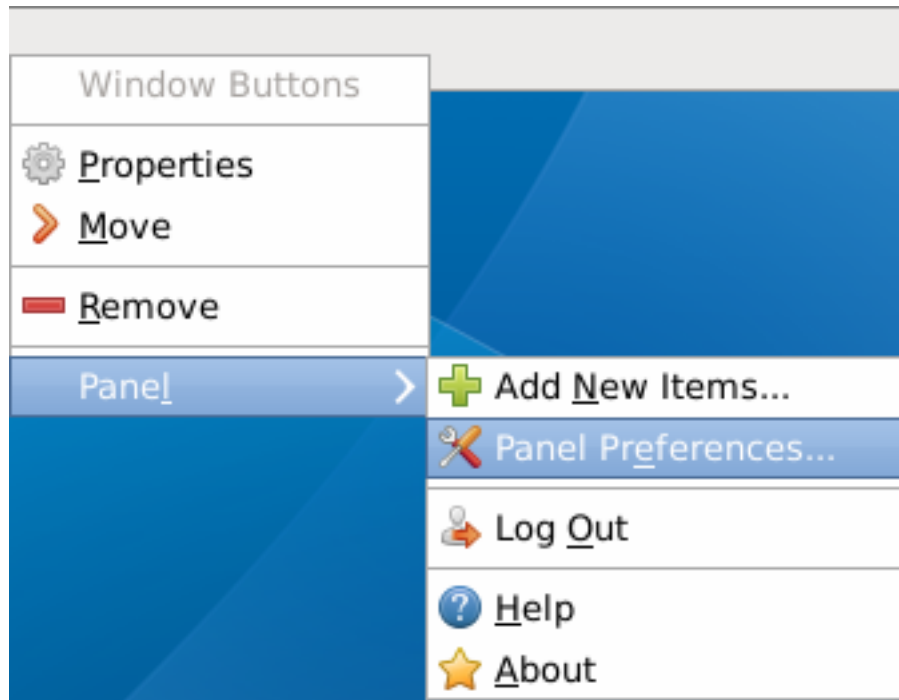 Window Buttons
Properties
Move
Remove
Panel
Add New Items...
Panel Preferences...
Log Out
Help
About